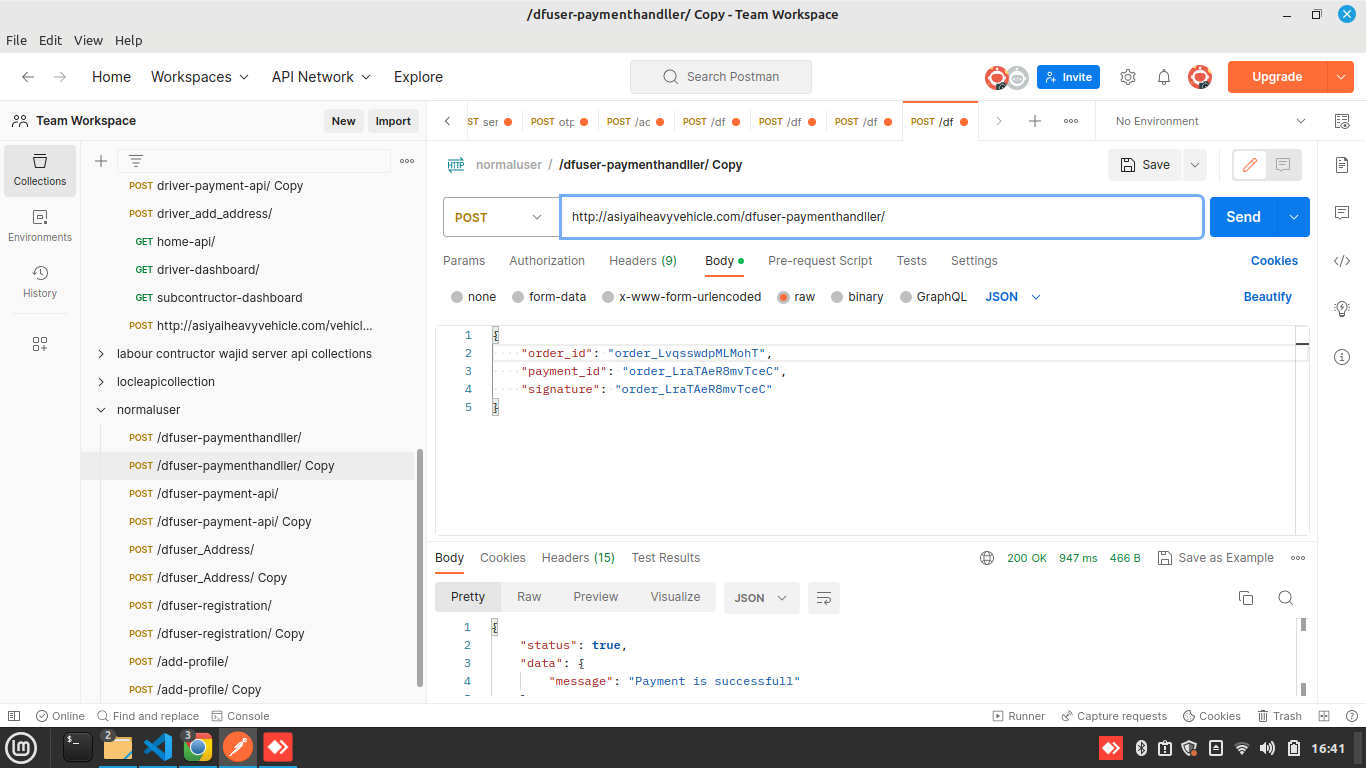 /dfuser-paymenthandller/ Copy - Team Workspace
File Edit View Help
Home Workspaces API Network Explore
Search Postman
Invite
Upgrade
Team Workspace
New Import
POST ser POST otp POST /ac POST /df POST /df POST /df POST /df
No Environment
Collections
Environments
History
POST driver-payment-api/ Copy
POST driver_add_address/
GET home-api/
GET driver-dashboard/
GET subcontructor-dashboard
POST http://asiyaiheavyvehicle.com/vehicl...
labour contructor wajid server api collections
locleapicollection
normaluser
POST /dfuser-paymenthandller/
POST /dfuser-paymenthandller/ Copy
POST /dfuser-payment-api/
POST /dfuser-payment-api/ Copy
POST /dfuser_Address/
POST /dfuser_Address/ Copy
POST /dfuser-registration/
POST /dfuser-registration/ Copy
POST /add-profile/
POST /add-profile/ Copy
HTTP normaluser / /dfuser-paymenthandller/ Copy
Save
POST http://asiyaiheavyvehicle.com/dfuser-paymenthandller/
Send
Params Authorization Headers (9) Body Pre-request Script Tests Settings Cookies
none form-data x-www-form-urlencoded raw binary GraphQL JSON Beautify
1 {
2 "order_id": "order_LvqsswdpMLMohT",
3 "payment_id": "order_LraTAeR8mvTceC",
4 "signature": "order_LraTAeR8mvTceC"
5 }
Body Cookies Headers (15) Test Results 200 OK 947 ms 466 B Save as Example
Pretty Raw Preview Visualize JSON
1 {
2 "status": true,
3 "data": {
4 "message": "Payment is successfull"
Online Find and replace Console Runner Capture requests Cookies Trash
2 3 16:41